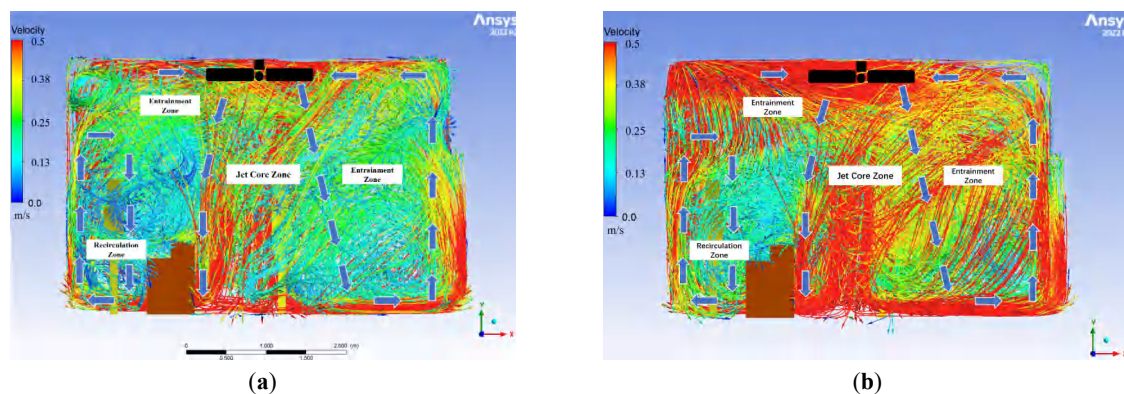 Ansys
Velocity
0.5
0.38
0.25
0.13
0.0
m/s
Entrainment
Zone
Jet Core Zone
Entrainment
Zone
Recirculation
Zone
Y
X
0
1.000
2.000 (m)
0.500
1.500
(a)
Ansys
Velocity
0.5
0.38
0.25
0.13
0.0
m/s
Entrainment
Zone
Jet Core Zone
Entrainment
Zone
Recirculation
Zone
Y
(b)